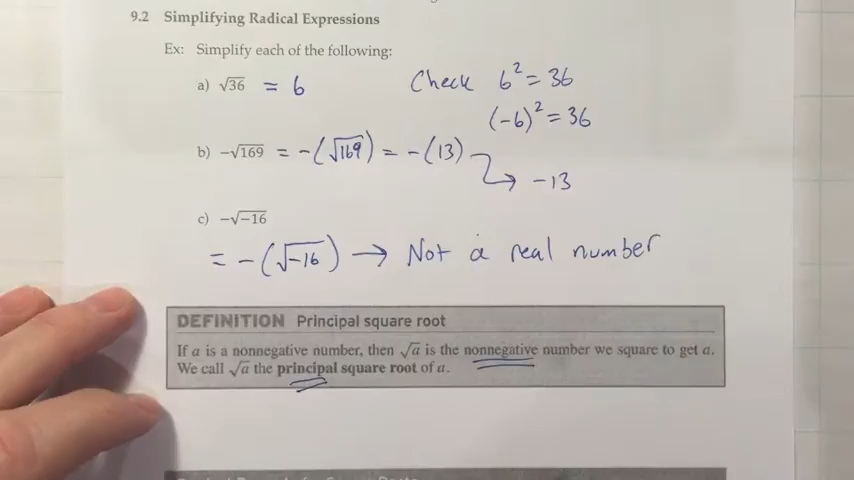 9.2 Simplifying Radical Expressions
Ex: Simplify each of the following:
a) √36 = 6 Check 6² = 36
(-6)² = 36
b) -√169 = -(√169) = -(13)
→ -13
c) -√-16
= -(√-16) → Not a real number
DEFINITION Principal square root
If a is a nonnegative number, then √a is the nonnegative number we square to get a.
We call √a the principal square root of a.